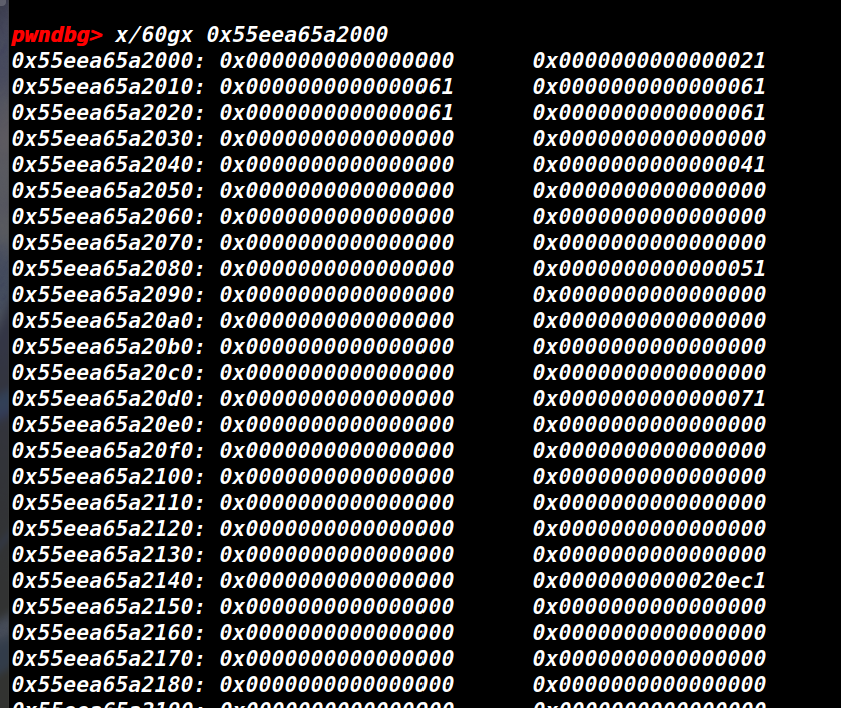 pwndbg> x/60gx 0x55eea65a2000
0x55eea65a2000: 0x0000000000000000 0x0000000000000021
0x55eea65a2010: 0x0000000000000061 0x0000000000000061
0x55eea65a2020: 0x0000000000000061 0x0000000000000061
0x55eea65a2030: 0x0000000000000000 0x0000000000000000
0x55eea65a2040: 0x0000000000000000 0x0000000000000041
0x55eea65a2050: 0x0000000000000000 0x0000000000000000
0x55eea65a2060: 0x0000000000000000 0x0000000000000000
0x55eea65a2070: 0x0000000000000000 0x0000000000000000
0x55eea65a2080: 0x0000000000000000 0x0000000000000051
0x55eea65a2090: 0x0000000000000000 0x0000000000000000
0x55eea65a20a0: 0x0000000000000000 0x0000000000000000
0x55eea65a20b0: 0x0000000000000000 0x0000000000000000
0x55eea65a20c0: 0x0000000000000000 0x0000000000000000
0x55eea65a20d0: 0x0000000000000000 0x0000000000000071
0x55eea65a20e0: 0x0000000000000000 0x0000000000000000
0x55eea65a20f0: 0x0000000000000000 0x0000000000000000
0x55eea65a2100: 0x0000000000000000 0x0000000000000000
0x55eea65a2110: 0x0000000000000000 0x0000000000000000
0x55eea65a2120: 0x0000000000000000 0x0000000000000000
0x55eea65a2130: 0x0000000000000000 0x0000000000000000
0x55eea65a2140: 0x0000000000000000 0x0000000000020ec1
0x55eea65a2150: 0x0000000000000000 0x0000000000000000
0x55eea65a2160: 0x0000000000000000 0x0000000000000000
0x55eea65a2170: 0x0000000000000000 0x0000000000000000
0x55eea65a2180: 0x0000000000000000 0x0000000000000000